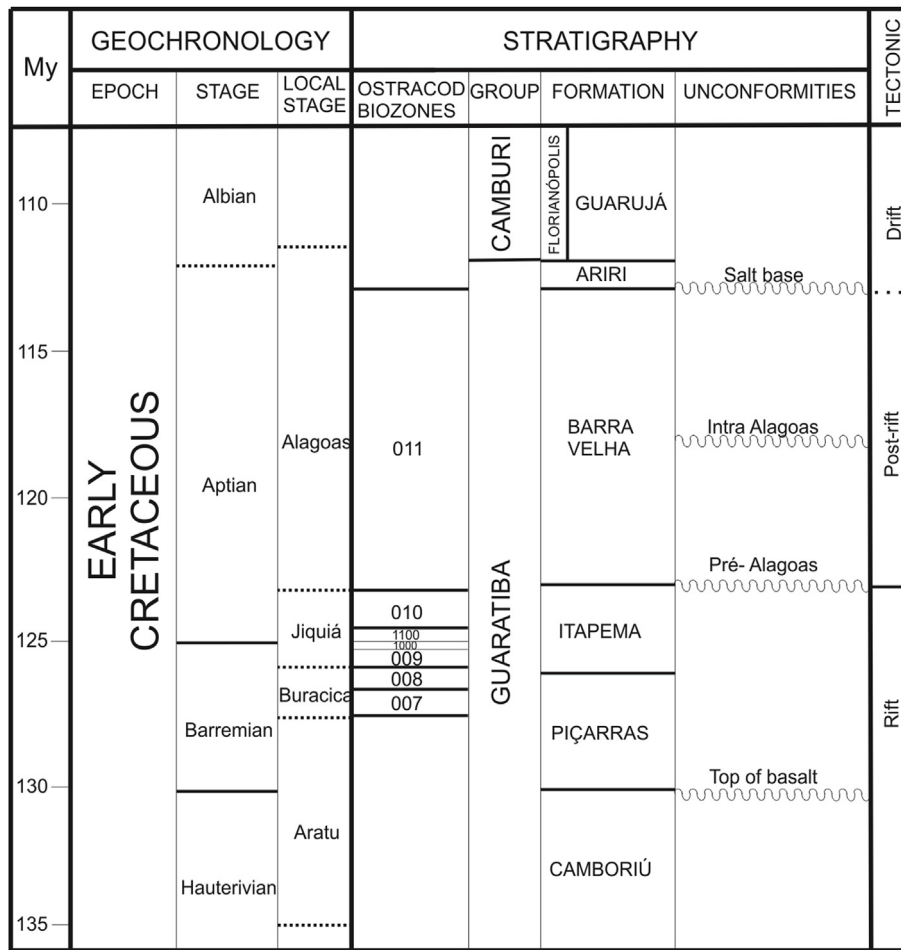 My
GEOCHRONOLOGY
STRATIGRAPHY
TECTONIC
EPOCH
STAGE
LOCAL
STAGE
OSTRACOD
BIOZONES
GROUP
FORMATION
UNCONFORMITIES
110
115
120
125
130
135
EARLY
CRETACEOUS
Albian
Aptian
Barremian
Hauterivian
Alagoas
Jiquiá
Buracica
Aratu
011
010
1100
1000
009
008
007
CAMBURI
GUARATIBA
FLORIANÓPOLIS
GUARUJÁ
ARIRI
BARRA
VELHA
ITAPEMA
PIÇARRAS
CAMBORIÚ
Salt base
Intra Alagoas
Pré- Alagoas
Top of basalt
Drift
Post-rift
Rift